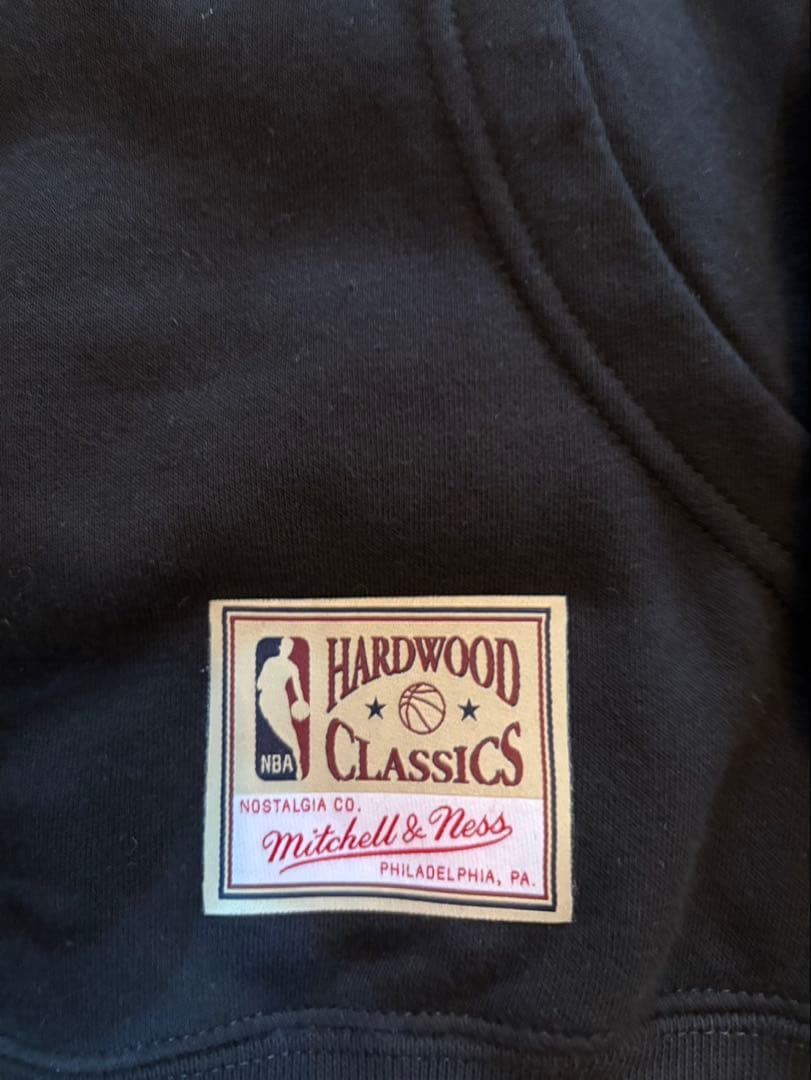 HARDWOOD
CLASSICS
NBA
NOSTALGIA CO.
Mitchell & Ness
PHILADELPHIA, PA.